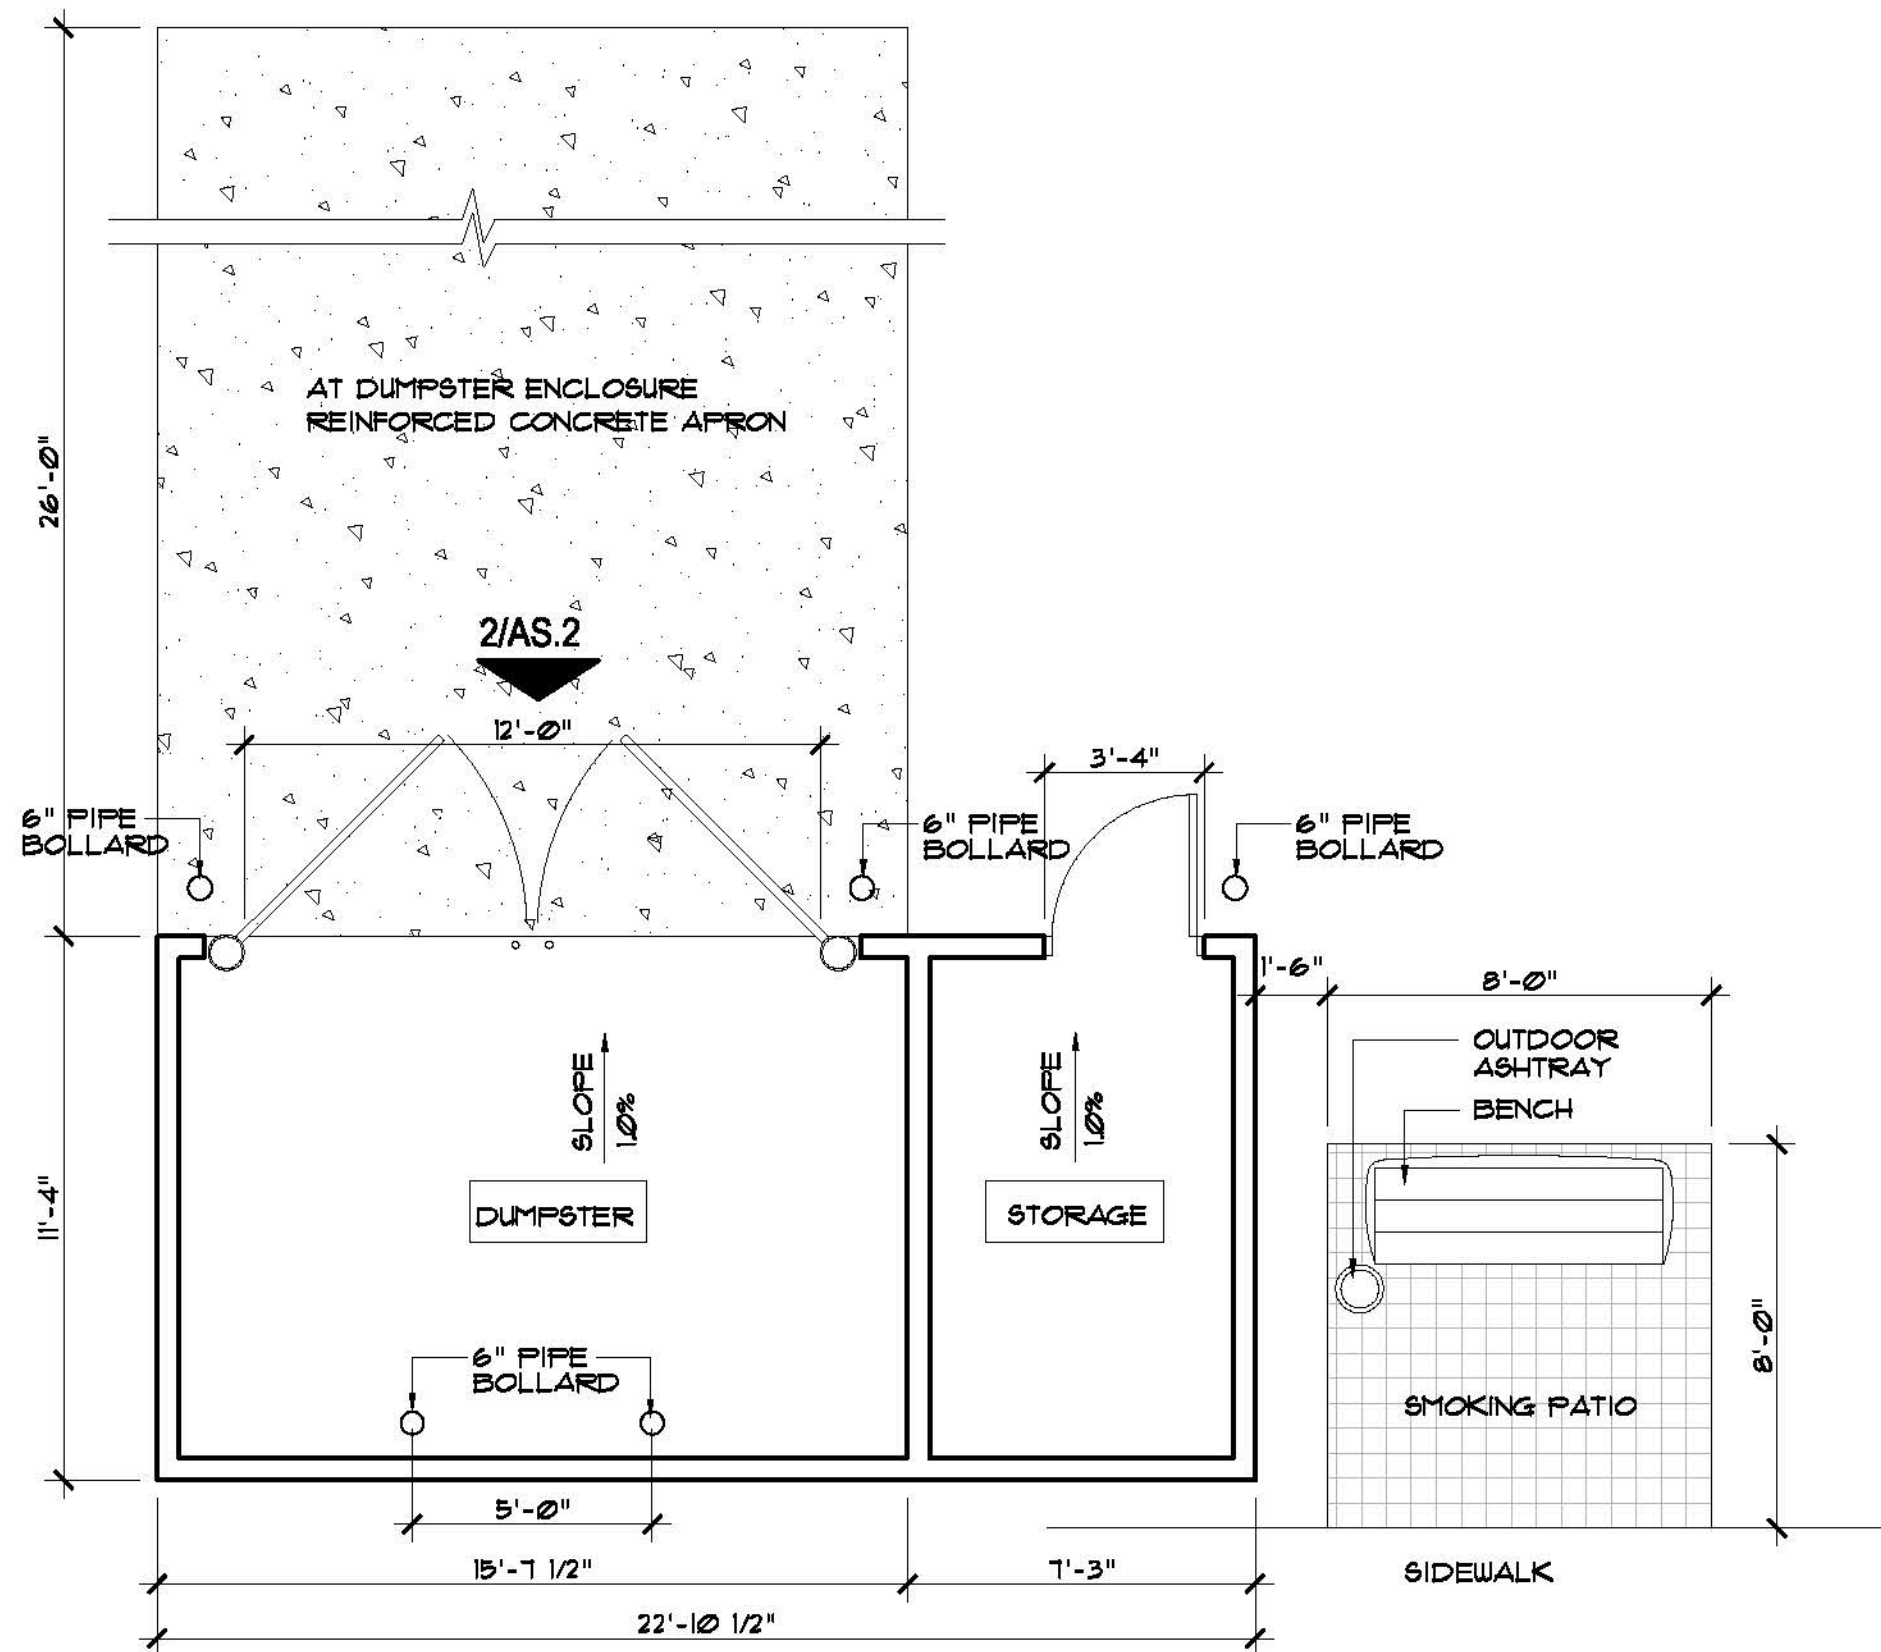 AT DUMPSTER ENCLOSURE
REINFORCED CONCRETE APRON
26'-0"
2/AS.2
12'-0"
3'-4"
6" PIPE
BOLLARD
6" PIPE
BOLLARD
6" PIPE
BOLLARD
1'-6"
8'-0"
OUTDOOR
ASHTRAY
BENCH
SLOPE
1.0%
SLOPE
1.0%
11'-4"
DUMPSTER
STORAGE
8'-0"
6" PIPE
BOLLARD
SMOKING PATIO
5'-0"
15'-7 1/2"
7'-3"
SIDEWALK
22'-10 1/2"